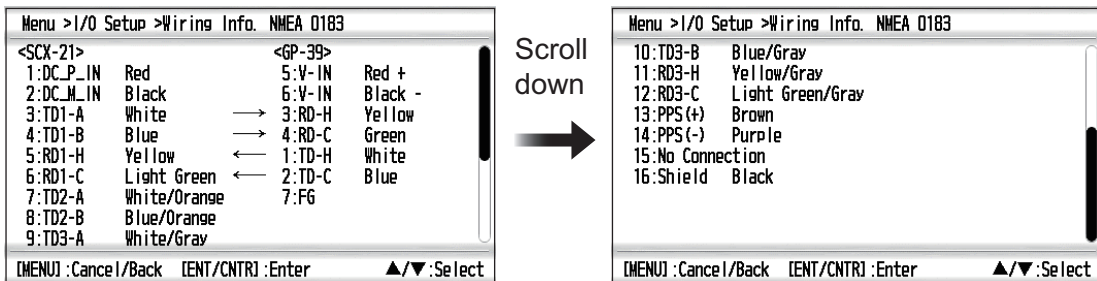 Menu >I/O Setup >Wiring Info. NMEA 0183
<SCX-21> <GP-39>
1:DC_P_IN Red 5:V-IN Red +
2:DC_M_IN Black 6:V-IN Black -
3:TD1-A White → 3:RD-H Yellow
4:TD1-B Blue → 4:RD-C Green
5:RD1-H Yellow ← 1:TD-H White
6:RD1-C Light Green ← 2:TD-C Blue
7:TD2-A White/Orange 7:FG
8:TD2-B Blue/Orange
9:TD3-A White/Gray
[MENU]:Cancel/Back [ENT/CNTR]:Enter ▲/▼:Select
Scroll
down
Menu >I/O Setup >Wiring Info. NMEA 0183
10:TD3-B Blue/Gray
11:RD3-H Yellow/Gray
12:RD3-C Light Green/Gray
13:PPS(+) Brown
14:PPS(-) Purple
15:No Connection
16:Shield Black
[MENU]:Cancel/Back [ENT/CNTR]:Enter ▲/▼:Select